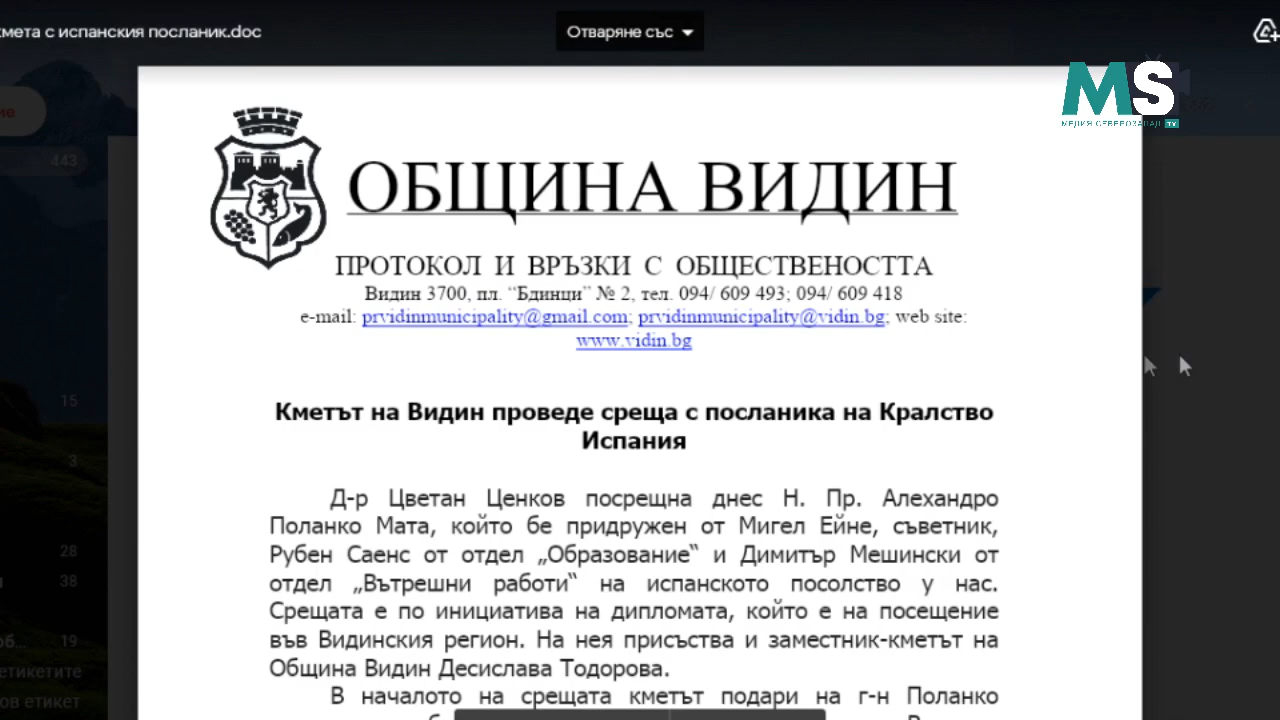 кмета с испанския посланик.doc
Отваряне със
MS
МЕДИЯ СЕВЕРОЗАПАД TV
ие
443
ОБЩИНА ВИДИН
ПРОТОКОЛ И ВРЪЗКИ С ОБЩЕСТВЕНОСТТА
Видин 3700, пл. “Бдинци” № 2, тел. 094/ 609 493; 094/ 609 418
e-mail: prvidinmunicipality@gmail.com; prvidinmunicipality@vidin.bg; web site:
www.vidin.bg
15
Кметът на Видин проведе среща с посланика на Кралство
Испания
3
Д-р Цветан Ценков посрещна днес Н. Пр. Алехандро
Поланко Мата, който бе придружен от Мигел Ейне, съветник,
28
Рубен Саенс от отдел „Образование“ и Димитър Мешински от
38
отдел „Вътрешни работи“ на испанското посолство у нас.
Срещата е по инициатива на дипломата, който е на посещение
об... 19
във Видинския регион. На нея присъства и заместник-кметът на
етикетите
Община Видин Десислава Тодорова.
ов етикет
В началото на срещата кметът подари на г-н Поланко